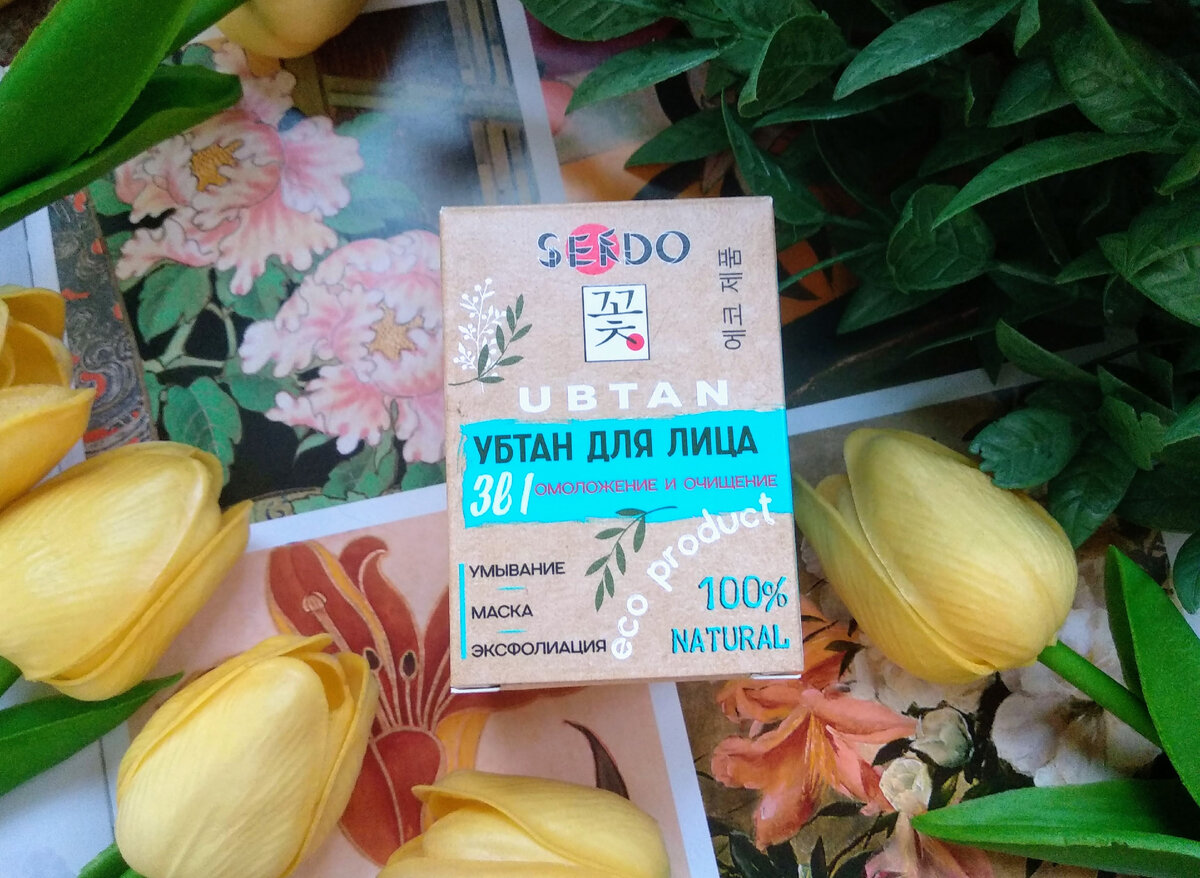 SENDO
꽃
에코 제품
UBTAN
УБТАН ДЛЯ ЛИЦА
3в1 ОМОЛОЖЕНИЕ И ОЧИЩЕНИЕ
eco product
УМЫВАНИЕ
МАСКА
ЭКСФОЛИАЦИЯ
100%
NATURAL